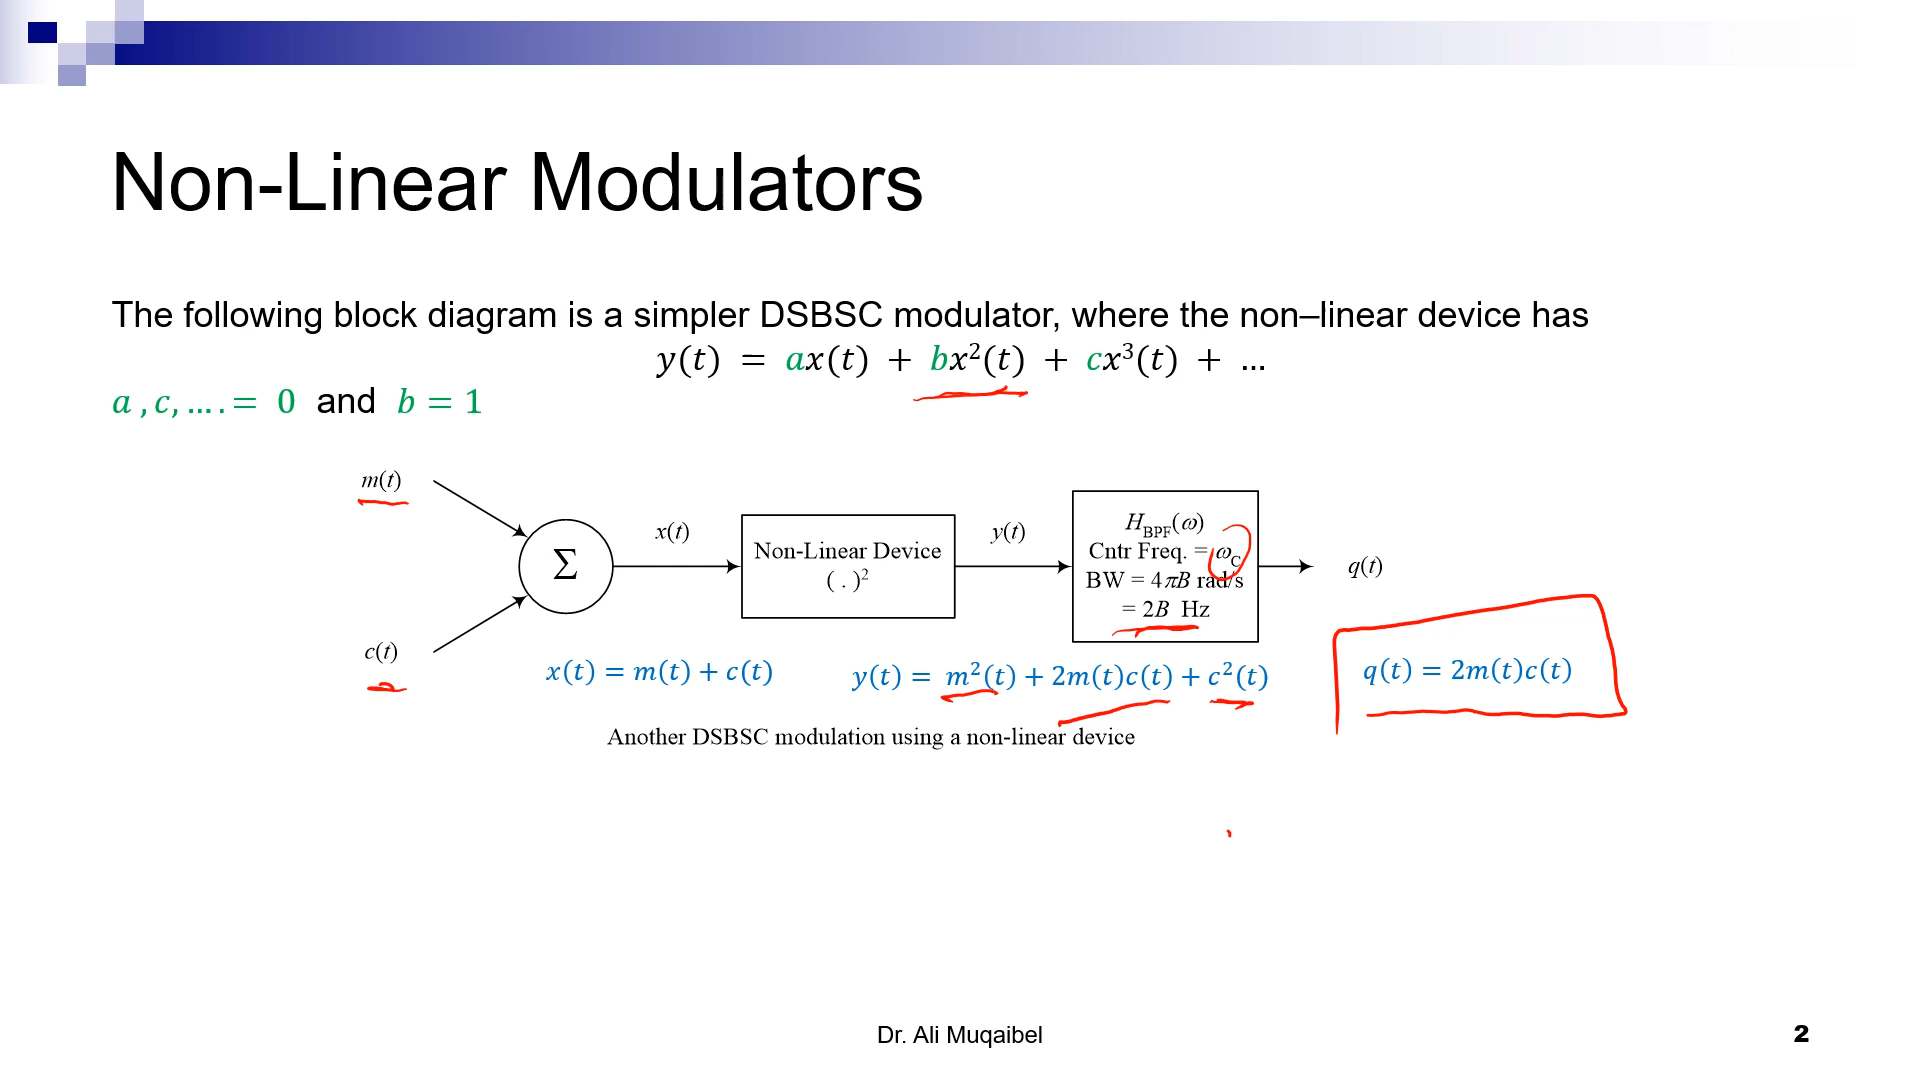 Non-Linear Modulators
The following block diagram is a simpler DSBSC modulator, where the non–linear device has
y(t) = ax(t) + bx²(t) + cx³(t) + ...
a , c, ... . = 0 and b = 1
m(t)
c(t)
Σ
x(t)
Non-Linear Device
( . )²
y(t)
H_BPF(ω)
Cntr Freq. = ω_C
BW = 4πB rad/s
= 2B Hz
q(t)
x(t) = m(t) + c(t)
y(t) = m²(t) + 2m(t)c(t) + c²(t)
q(t) = 2m(t)c(t)
Another DSBSC modulation using a non-linear device
Dr. Ali Muqaibel
2